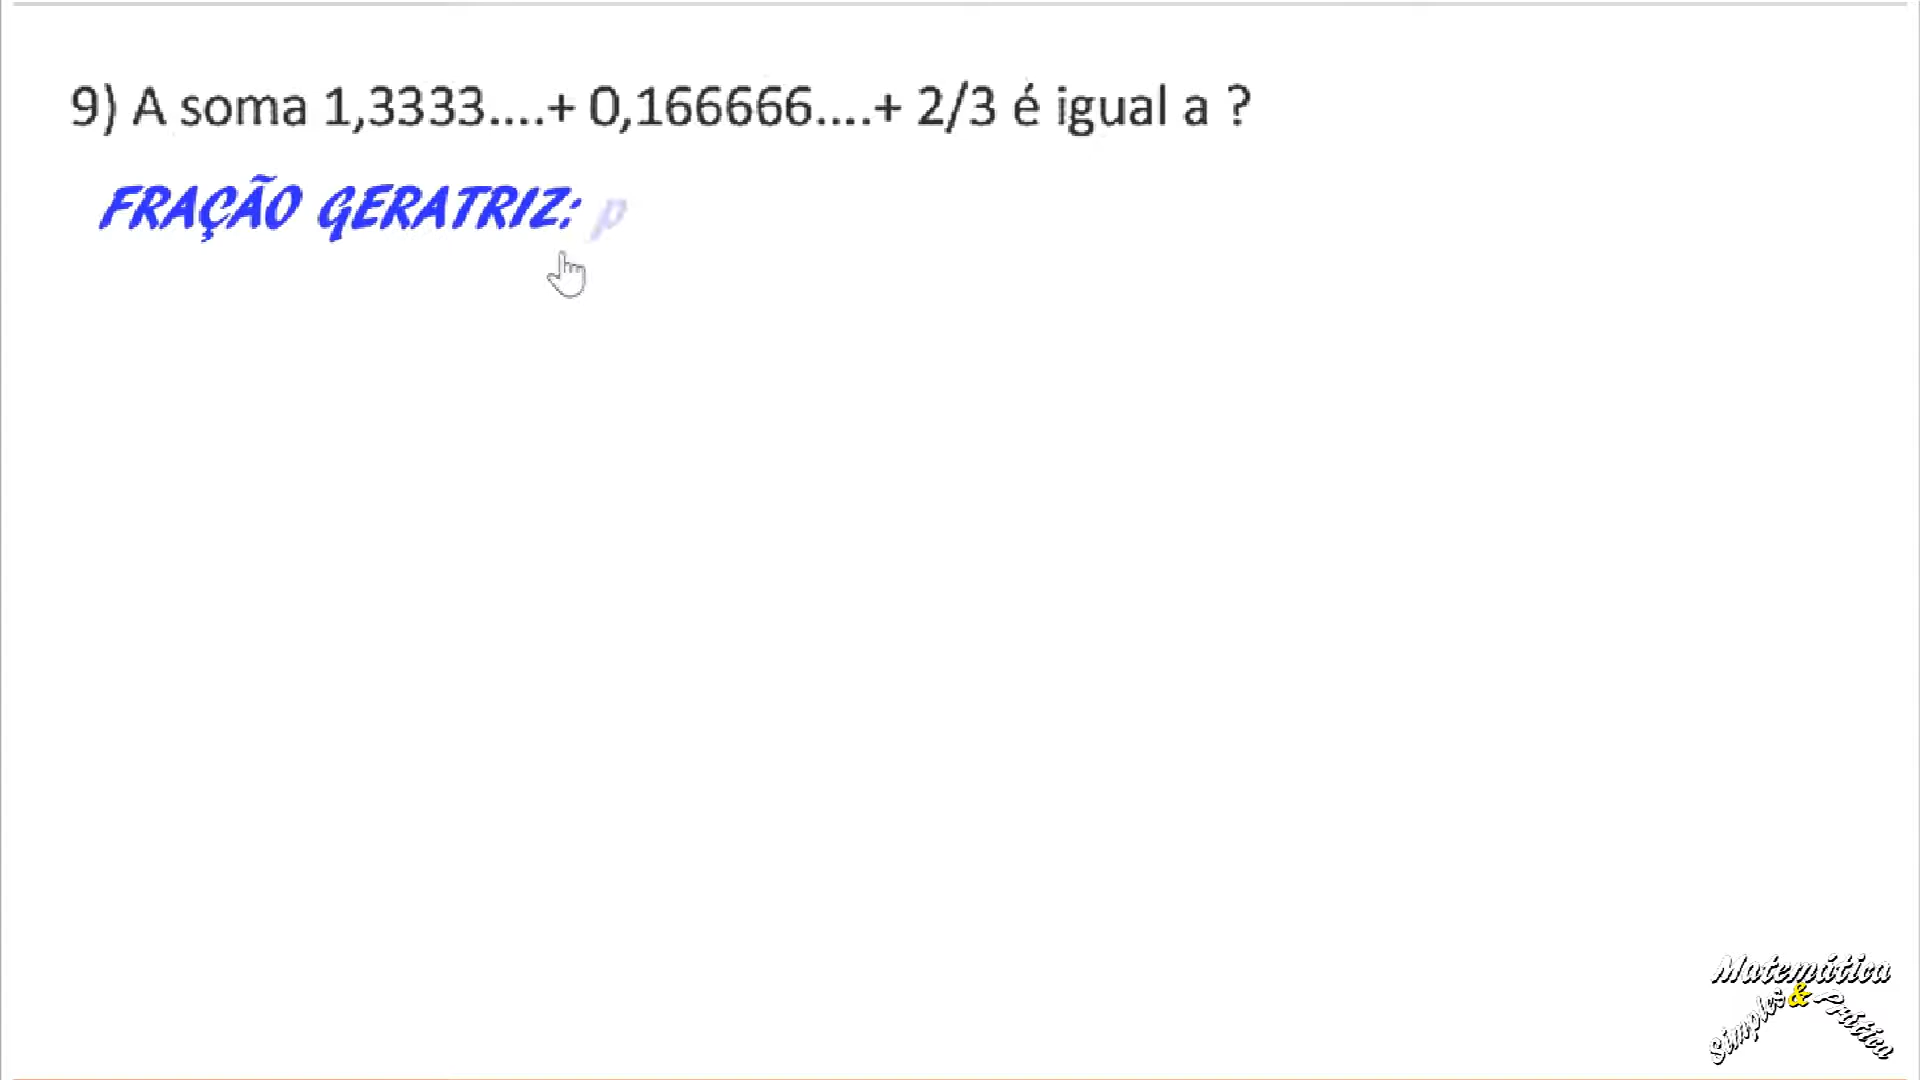 9) A soma 1,3333....+ 0,166666....+ 2/3 é igual a ?
FRAÇÃO GERATRIZ: p
Matemática
Simples & Prática